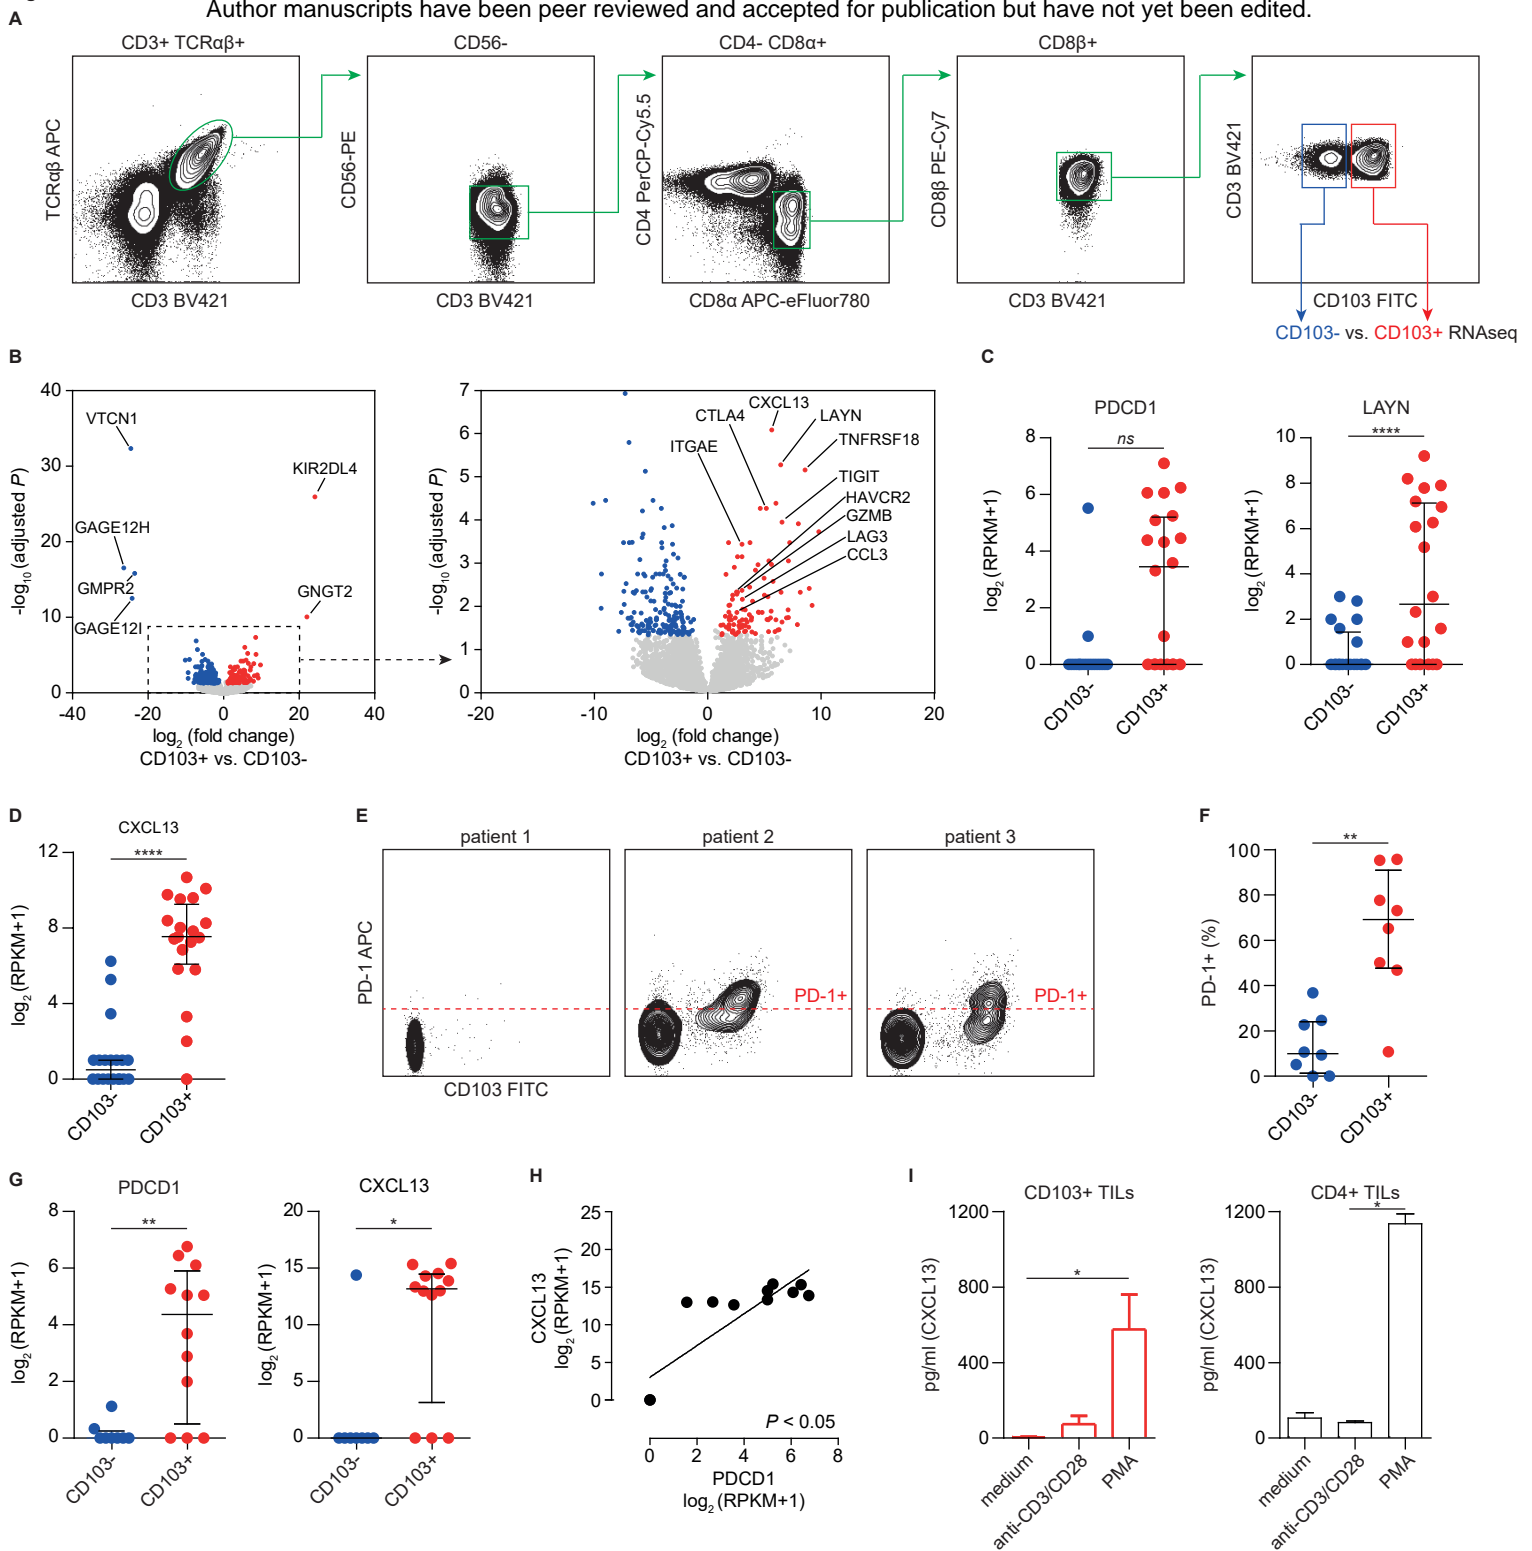 Author manuscripts have been peer reviewed and accepted for publication but have not yet been edited.
A
CD3+ TCRαβ+
CD56-
CD4- CD8α+
CD8β+
TCRαβ APC
CD56-PE
CD4 PerCP-Cy5.5
CD8β PE-Cy7
CD3 BV421
CD3 BV421
CD3 BV421
CD8α APC-eFluor780
CD3 BV421
CD103 FITC
CD103- vs. CD103+ RNAseq
B
40
30
20
10
0
-40
-20
0
20
40
-log10 (adjusted P)
VTCN1
KIR2DL4
GAGE12H
GMPR2
GAGE12I
GNGT2
log2 (fold change)
CD103+ vs. CD103-
7
6
5
4
3
2
1
0
-20
-10
0
10
20
-log10 (adjusted P)
CXCL13
CTLA4
LAYN
ITGAE
TNFRSF18
TIGIT
HAVCR2
GZMB
LAG3
CCL3
log2 (fold change)
CD103+ vs. CD103-
C
PDCD1
ns
8
6
4
2
0
log2 (RPKM+1)
CD103-
CD103+
LAYN
****
10
8
6
4
2
0
log2 (RPKM+1)
CD103-
CD103+
D
CXCL13
****
12
8
4
0
log2 (RPKM+1)
CD103-
CD103+
E
patient 1
patient 2
patient 3
PD-1 APC
PD-1+
PD-1+
CD103 FITC
F
**
100
80
60
40
20
0
PD-1+ (%)
CD103-
CD103+
G
PDCD1
**
8
6
4
2
0
log2 (RPKM+1)
CD103-
CD103+
CXCL13
*
20
15
10
5
0
log2 (RPKM+1)
CD103-
CD103+
H
CXCL13
log2 (RPKM+1)
25
20
15
10
5
0
P < 0.05
0
2
4
6
8
PDCD1
log2 (RPKM+1)
I
CD103+ TILs
*
1200
800
400
0
pg/ml (CXCL13)
medium
anti-CD3/CD28
PMA
CD4+ TILs
*
1200
800
400
0
pg/ml (CXCL13)
medium
anti-CD3/CD28
PMA